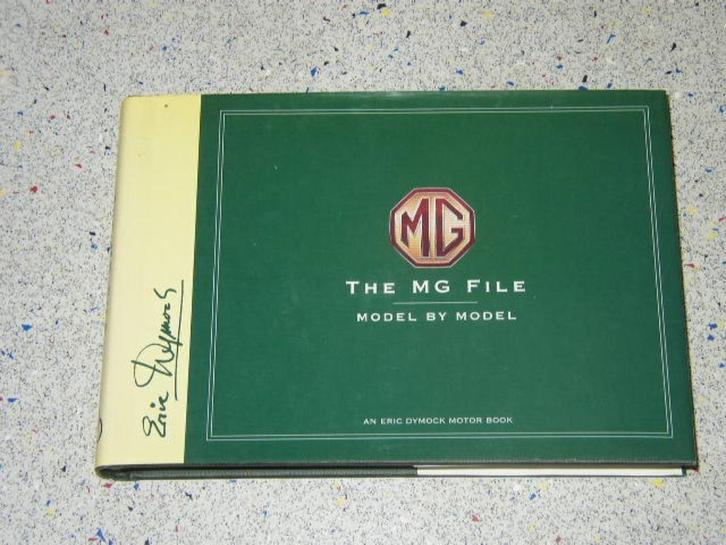 MG
THE MG FILE
MODEL BY MODEL
AN ERIC DYMOCK MOTOR BOOK
Eric Dymock